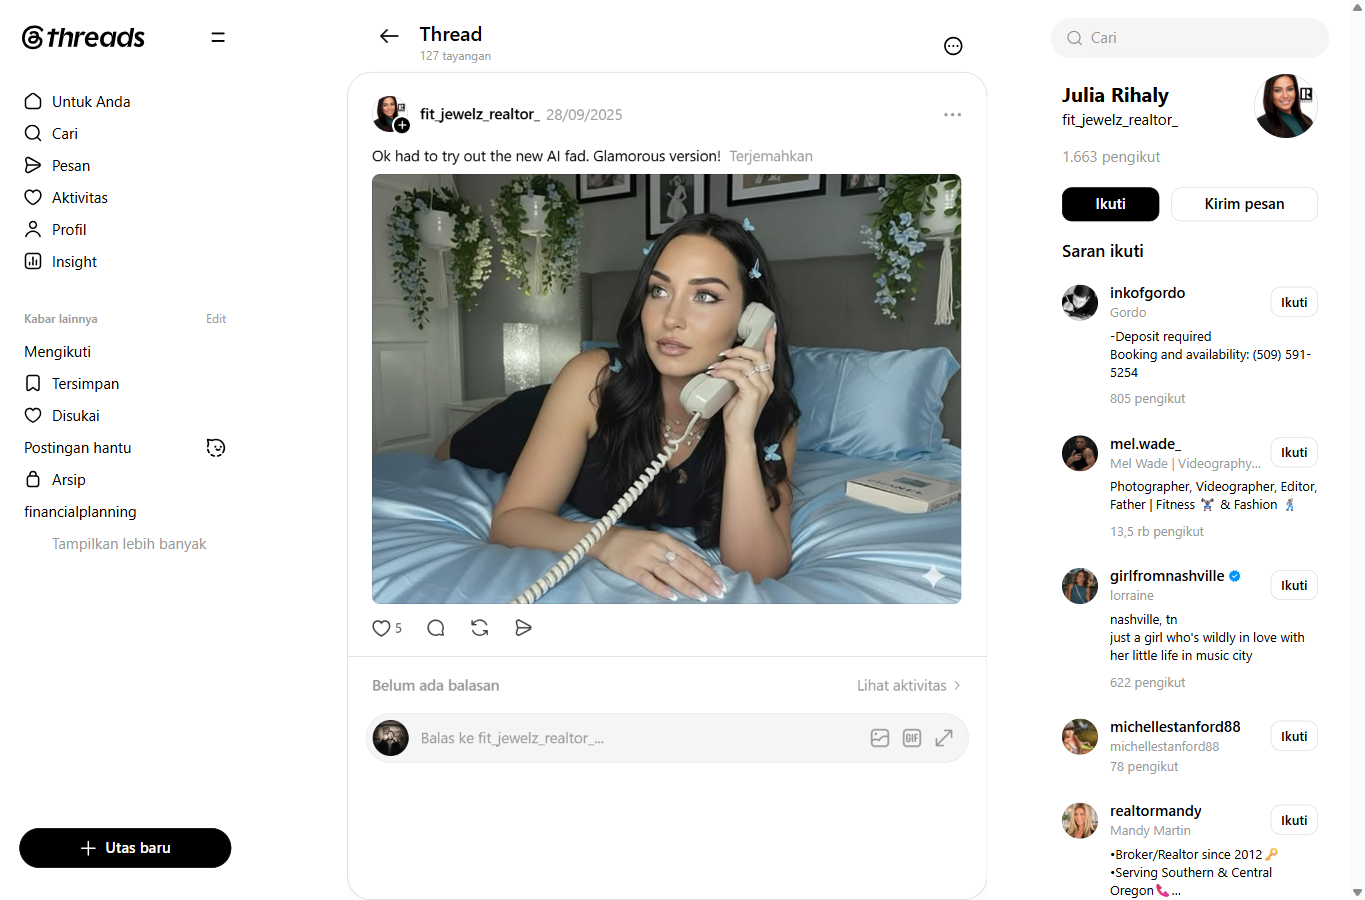 threads
Untuk Anda
Cari
Pesan
Aktivitas
Profil
Insight
Kabar lainnya
Edit
Mengikuti
Tersimpan
Disukai
Postingan hantu
Arsip
financialplanning
Tampilkan lebih banyak
Utas baru
Thread
127 tayangan
fit_jewelz_realtor_ 28/09/2025
Ok had to try out the new AI fad. Glamorous version! Terjemahkan
CHANEL
5
Belum ada balasan
Lihat aktivitas
Balas ke fit_jewelz_realtor_...
GIF
Cari
Julia Rihaly
fit_jewelz_realtor_
1.663 pengikut
Ikuti
Kirim pesan
Saran ikuti
inkofgordo
Gordo
Ikuti
-Deposit required
Booking and availability: (509) 591-
5254
805 pengikut
mel.wade_
Mel Wade | Videography...
Ikuti
Photographer, Videographer, Editor,
Father | Fitness 🏋️ & Fashion 🕺
13,5 rb pengikut
girlfromnashville
lorraine
Ikuti
nashville, tn
just a girl who's wildly in love with
her little life in music city
622 pengikut
michellestanford88
michellestanford88
Ikuti
78 pengikut
realtormandy
Mandy Martin
Ikuti
•Broker/Realtor since 2012🔑
•Serving Southern & Central
Oregon📞...